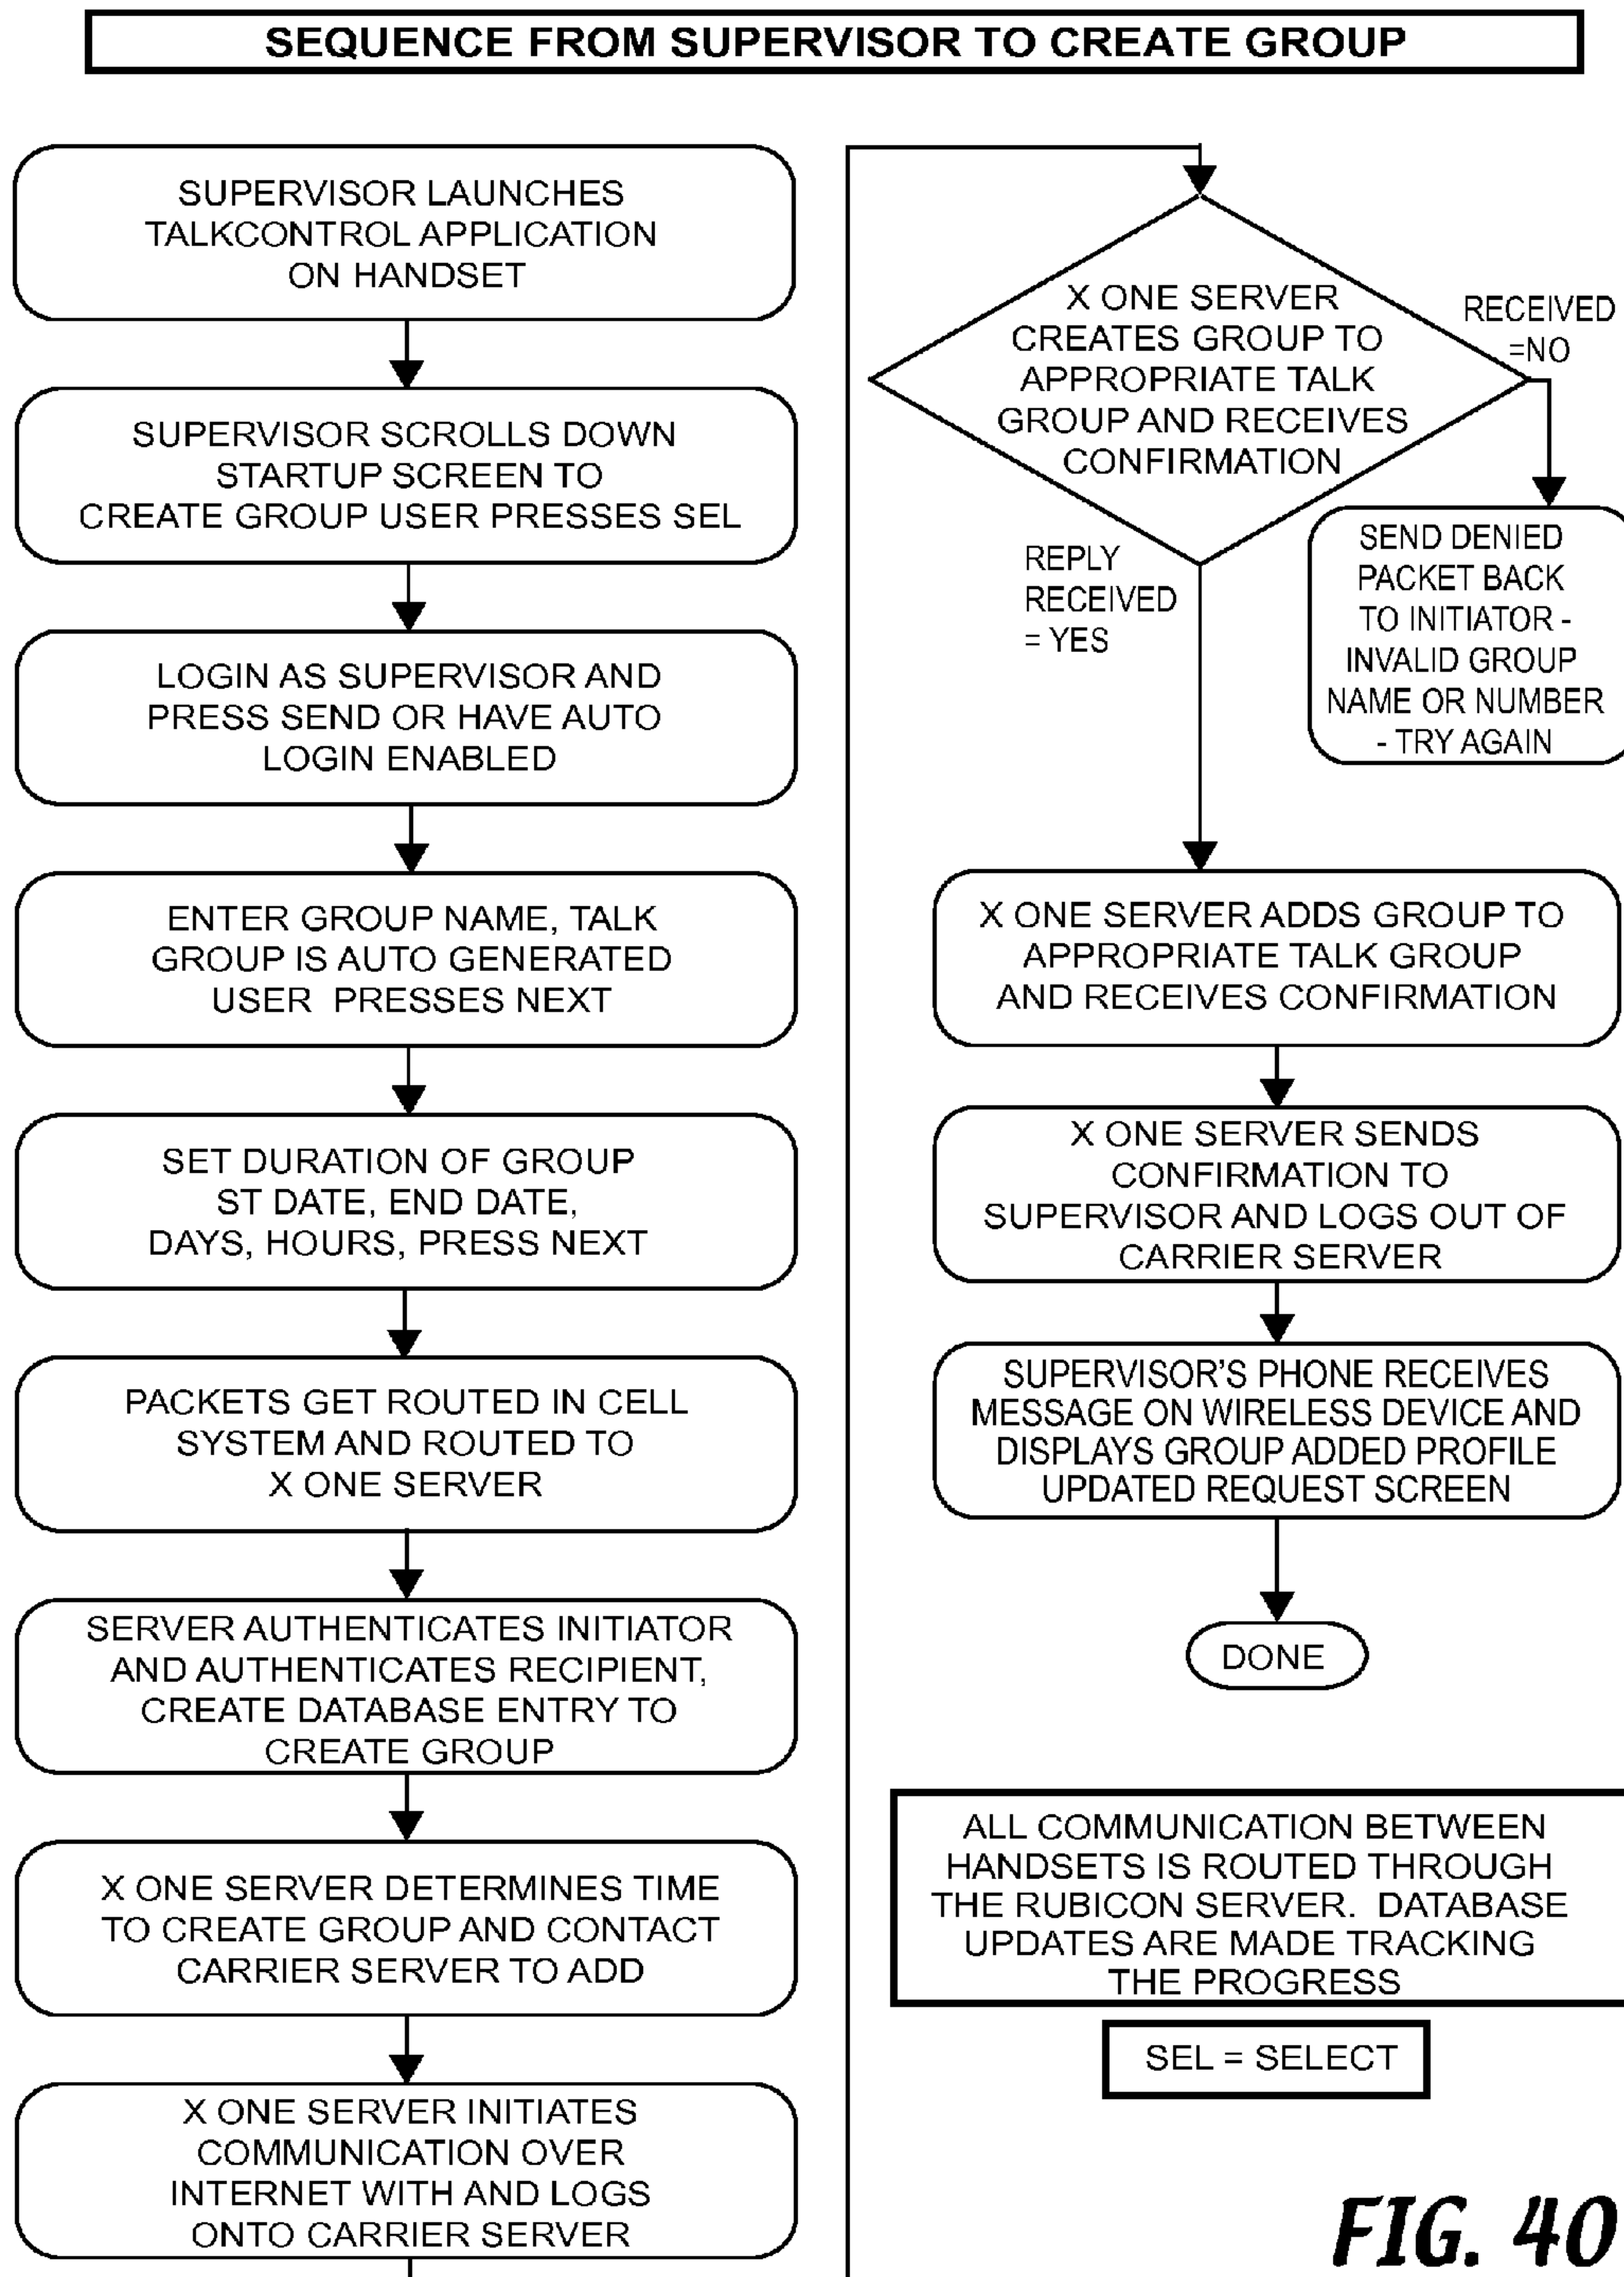 SEQUENCE FROM SUPERVISOR TO CREATE GROUP
SUPERVISOR LAUNCHES
TALKCONTROL APPLICATION
ON HANDSET
SUPERVISOR SCROLLS DOWN
STARTUP SCREEN TO
CREATE GROUP USER PRESSES SEL
LOGIN AS SUPERVISOR AND
PRESS SEND OR HAVE AUTO
LOGIN ENABLED
ENTER GROUP NAME, TALK
GROUP IS AUTO GENERATED
USER PRESSES NEXT
SET DURATION OF GROUP
ST DATE, END DATE,
DAYS, HOURS, PRESS NEXT
PACKETS GET ROUTED IN CELL
SYSTEM AND ROUTED TO
X ONE SERVER
SERVER AUTHENTICATES INITIATOR
AND AUTHENTICATES RECIPIENT,
CREATE DATABASE ENTRY TO
CREATE GROUP
X ONE SERVER DETERMINES TIME
TO CREATE GROUP AND CONTACT
CARRIER SERVER TO ADD
X ONE SERVER INITIATES
COMMUNICATION OVER
INTERNET WITH AND LOGS
ONTO CARRIER SERVER
X ONE SERVER
CREATES GROUP TO
APPROPRIATE TALK
GROUP AND RECEIVES
CONFIRMATION
RECEIVED
=NO
SEND DENIED
PACKET BACK
TO INITIATOR -
INVALID GROUP
NAME OR NUMBER
- TRY AGAIN
REPLY
RECEIVED
= YES
X ONE SERVER ADDS GROUP TO
APPROPRIATE TALK GROUP
AND RECEIVES CONFIRMATION
X ONE SERVER SENDS
CONFIRMATION TO
SUPERVISOR AND LOGS OUT OF
CARRIER SERVER
SUPERVISOR'S PHONE RECEIVES
MESSAGE ON WIRELESS DEVICE AND
DISPLAYS GROUP ADDED PROFILE
UPDATED REQUEST SCREEN
DONE
ALL COMMUNICATION BETWEEN
HANDSETS IS ROUTED THROUGH
THE RUBICON SERVER. DATABASE
UPDATES ARE MADE TRACKING
THE PROGRESS
SEL = SELECT
FIG. 40